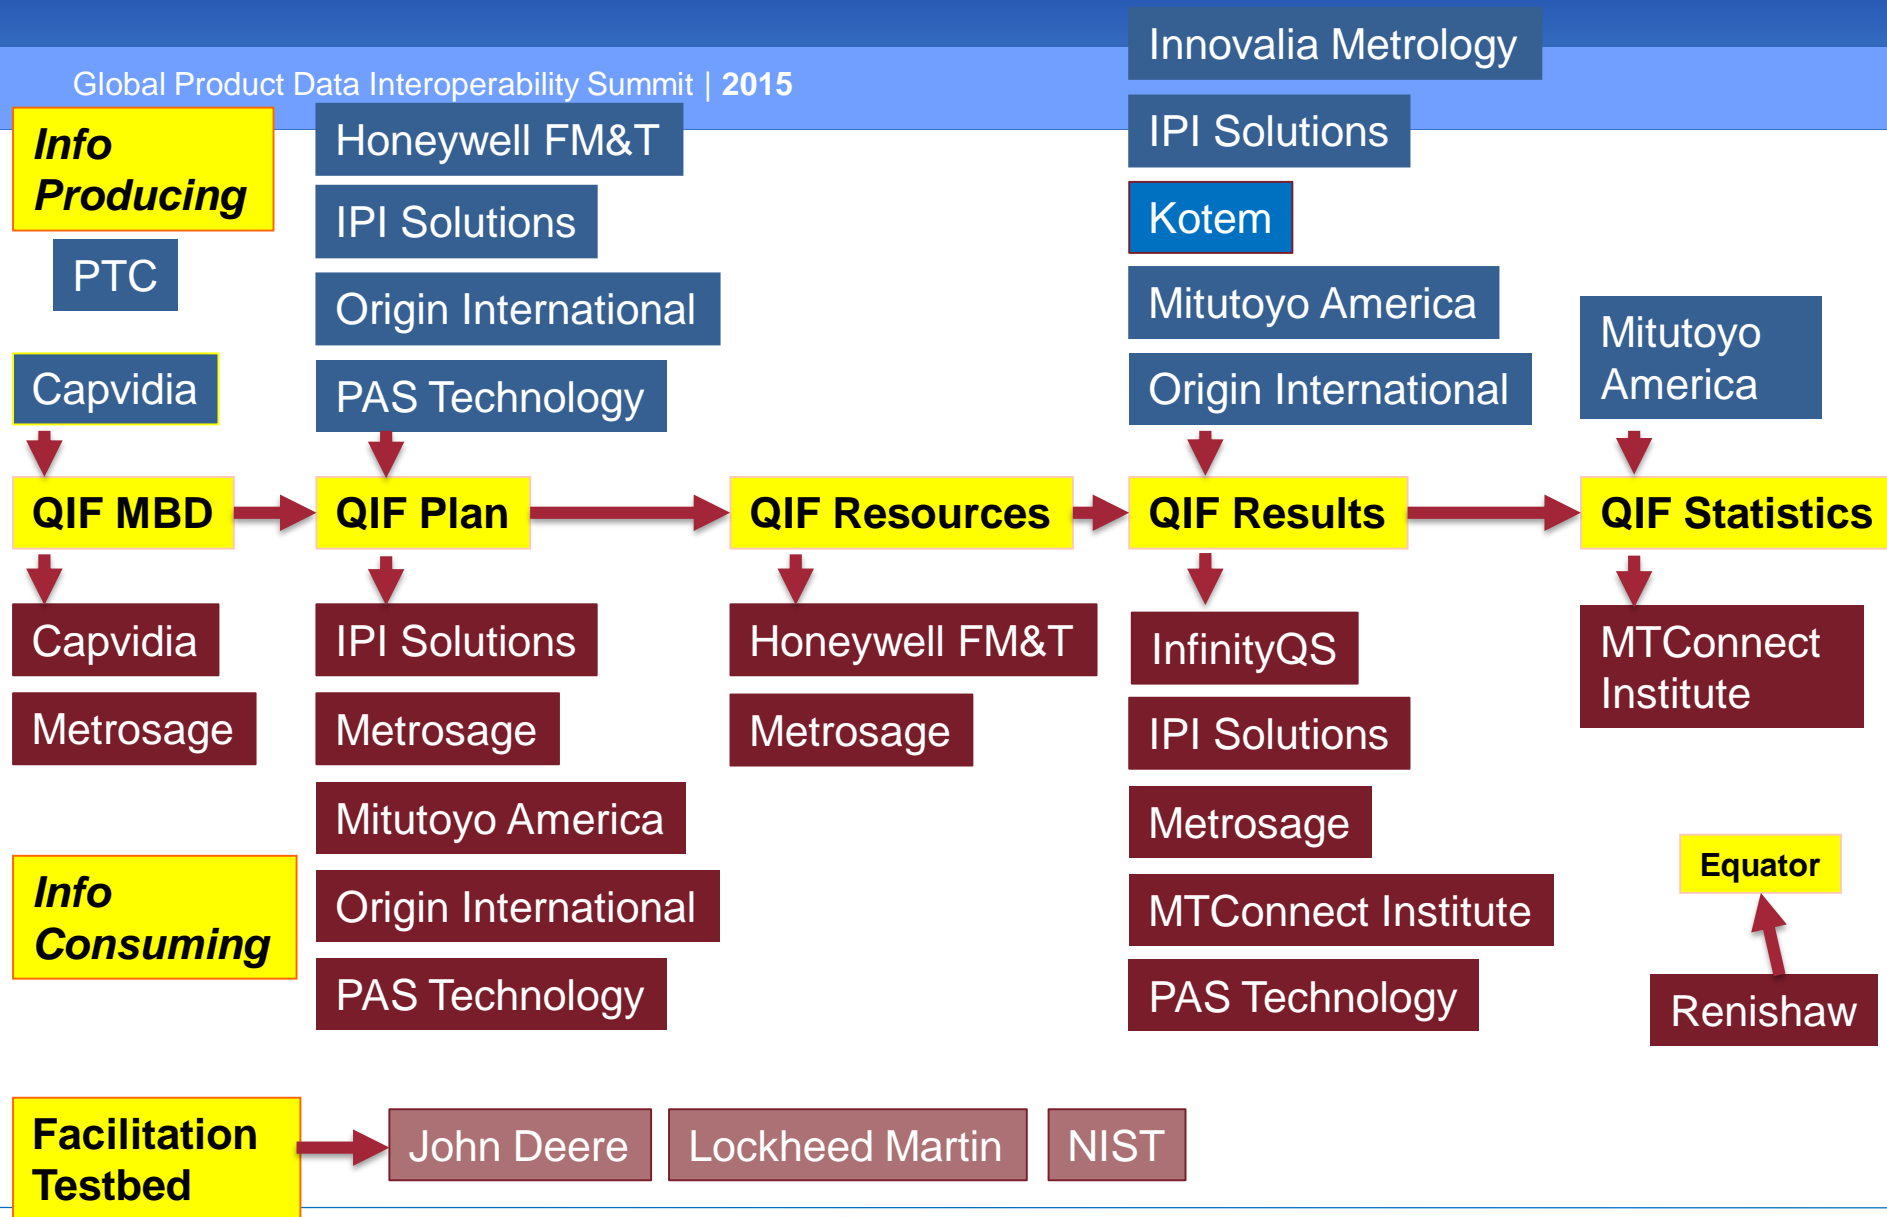 Global Product Data Interoperability Summit | 2015
Info
Producing
PTC
Capvidia
Honeywell FM&T
IPI Solutions
Origin International
PAS Technology
Innovalia Metrology
IPI Solutions
Kotem
Mitutoyo America
Origin International
Mitutoyo
America
QIF MBD
QIF Plan
QIF Resources
QIF Results
QIF Statistics
Capvidia
Metrosage
IPI Solutions
Metrosage
Mitutoyo America
Origin International
PAS Technology
Honeywell FM&T
Metrosage
InfinityQS
IPI Solutions
Metrosage
MTConnect Institute
PAS Technology
MTConnect
Institute
Info
Consuming
Equator
Renishaw
Facilitation
Testbed
John Deere
Lockheed Martin
NIST